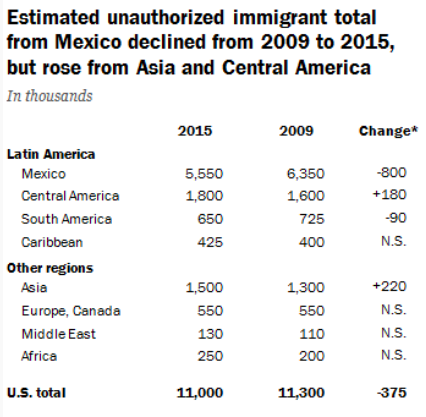 Estimated unauthorized immigrant total
from Mexico declined from 2009 to 2015,
but rose from Asia and Central America
In thousands
2015 2009 Change*
Latin America
Mexico 5,550 6,350 -800
Central America 1,800 1,600 +180
South America 650 725 -90
Caribbean 425 400 N.S.
Other regions
Asia 1,500 1,300 +220
Europe, Canada 550 550 N.S.
Middle East 130 110 N.S.
Africa 250 200 N.S.
U.S. total 11,000 11,300 -375